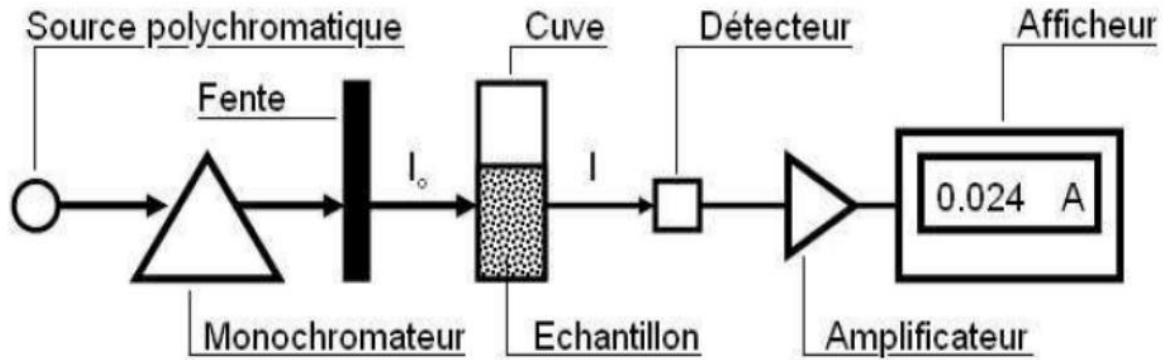 Source polychromatique
Cuve
Détecteur
Afficheur
Fente
I₀
I
0.024 A
Monochromateur
Echantillon
Amplificateur